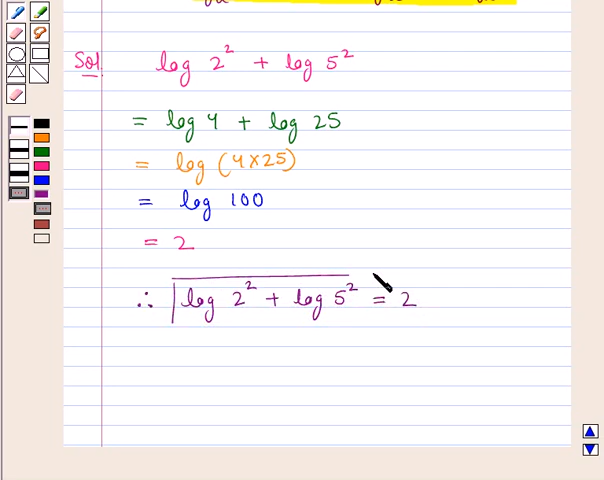 Sol. log 2² + log 5²
= log 4 + log 25
= log (4×25)
= log 100
= 2
∴ log 2² + log 5² = 2